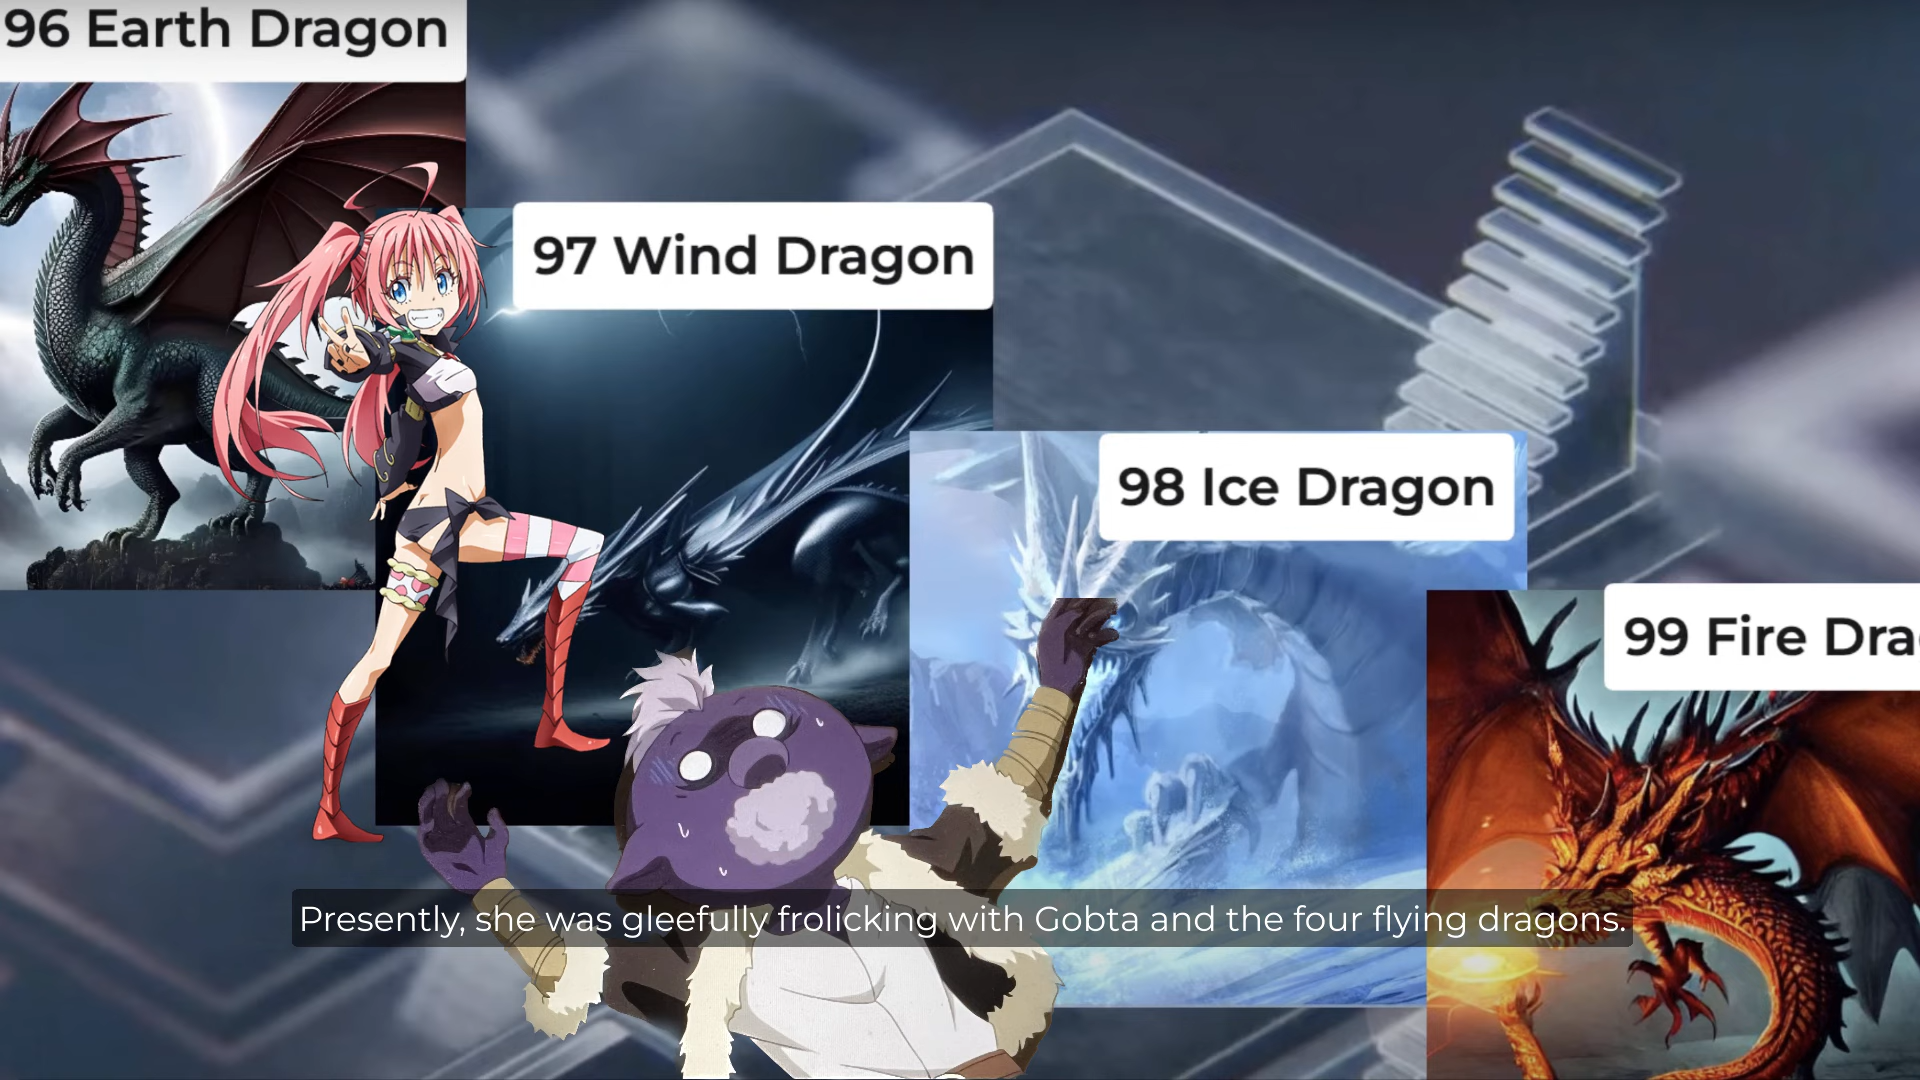 96 Earth Dragon
97 Wind Dragon
98 Ice Dragon
99 Fire Dra
Presently, she was gleefully frolicking with Gobta and the four flying dragons.